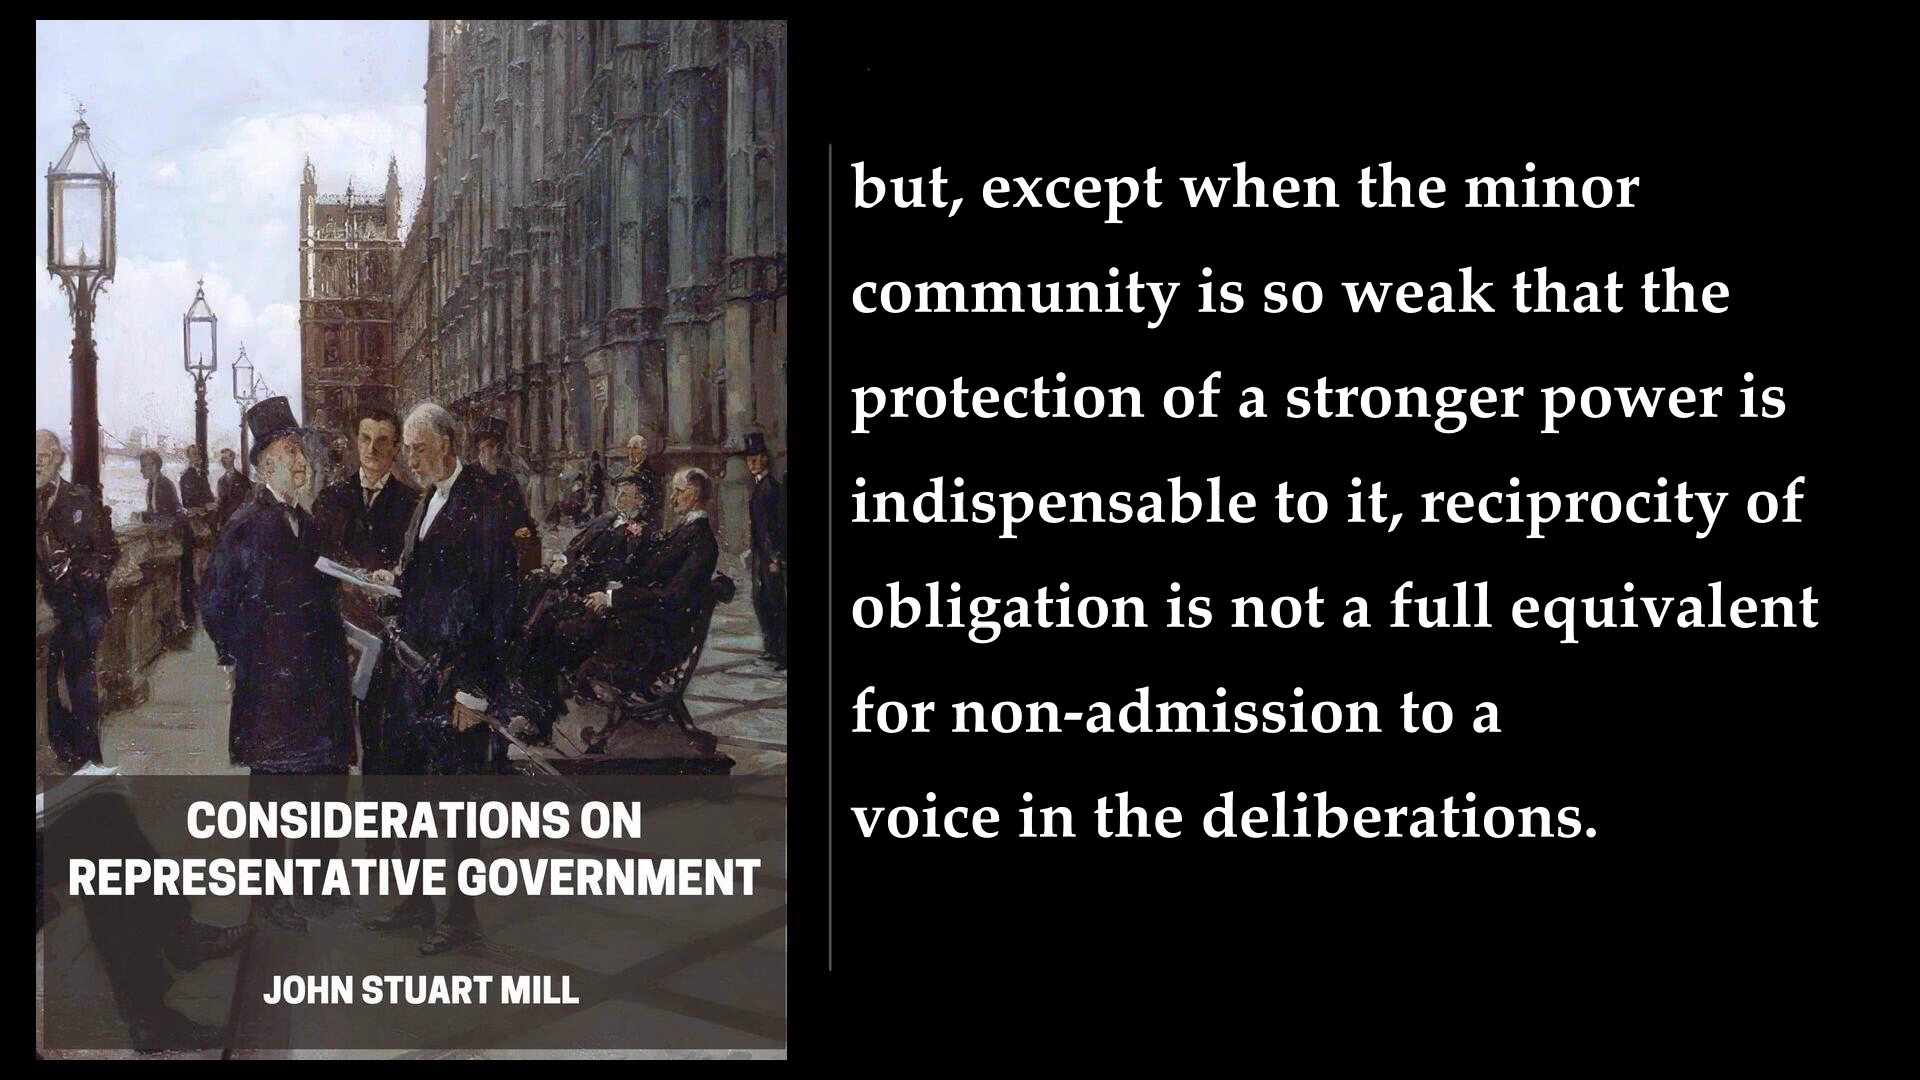 CONSIDERATIONS ON
REPRESENTATIVE GOVERNMENT
JOHN STUART MILL
but, except when the minor
community is so weak that the
protection of a stronger power is
indispensable to it, reciprocity of
obligation is not a full equivalent
for non-admission to a
voice in the deliberations.